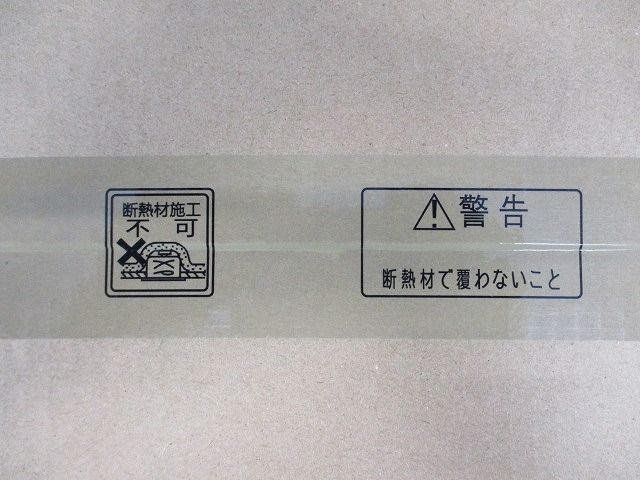 断熱材施工
不可
⚠警告
断熱材で覆わないこと